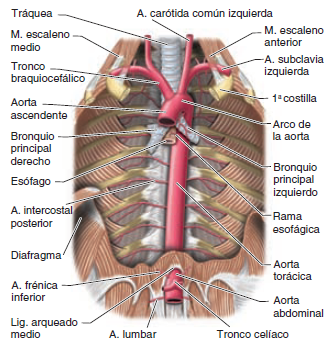 Tráquea
M. escaleno
medio
Tronco
braquiocefálico
Aorta
ascendente
Bronquio
principal
derecho
Esófago
A. intercostal
posterior
Diafragma
A. frénica
inferior
Lig. arqueado
medio
A. lumbar
A. carótida común izquierda
M. escaleno
anterior
A. subclavia
izquierda
1ª costilla
Arco de
la aorta
Bronquio
principal
izquierdo
Rama
esofágica
Aorta
torácica
Aorta
abdominal
Tronco celíaco